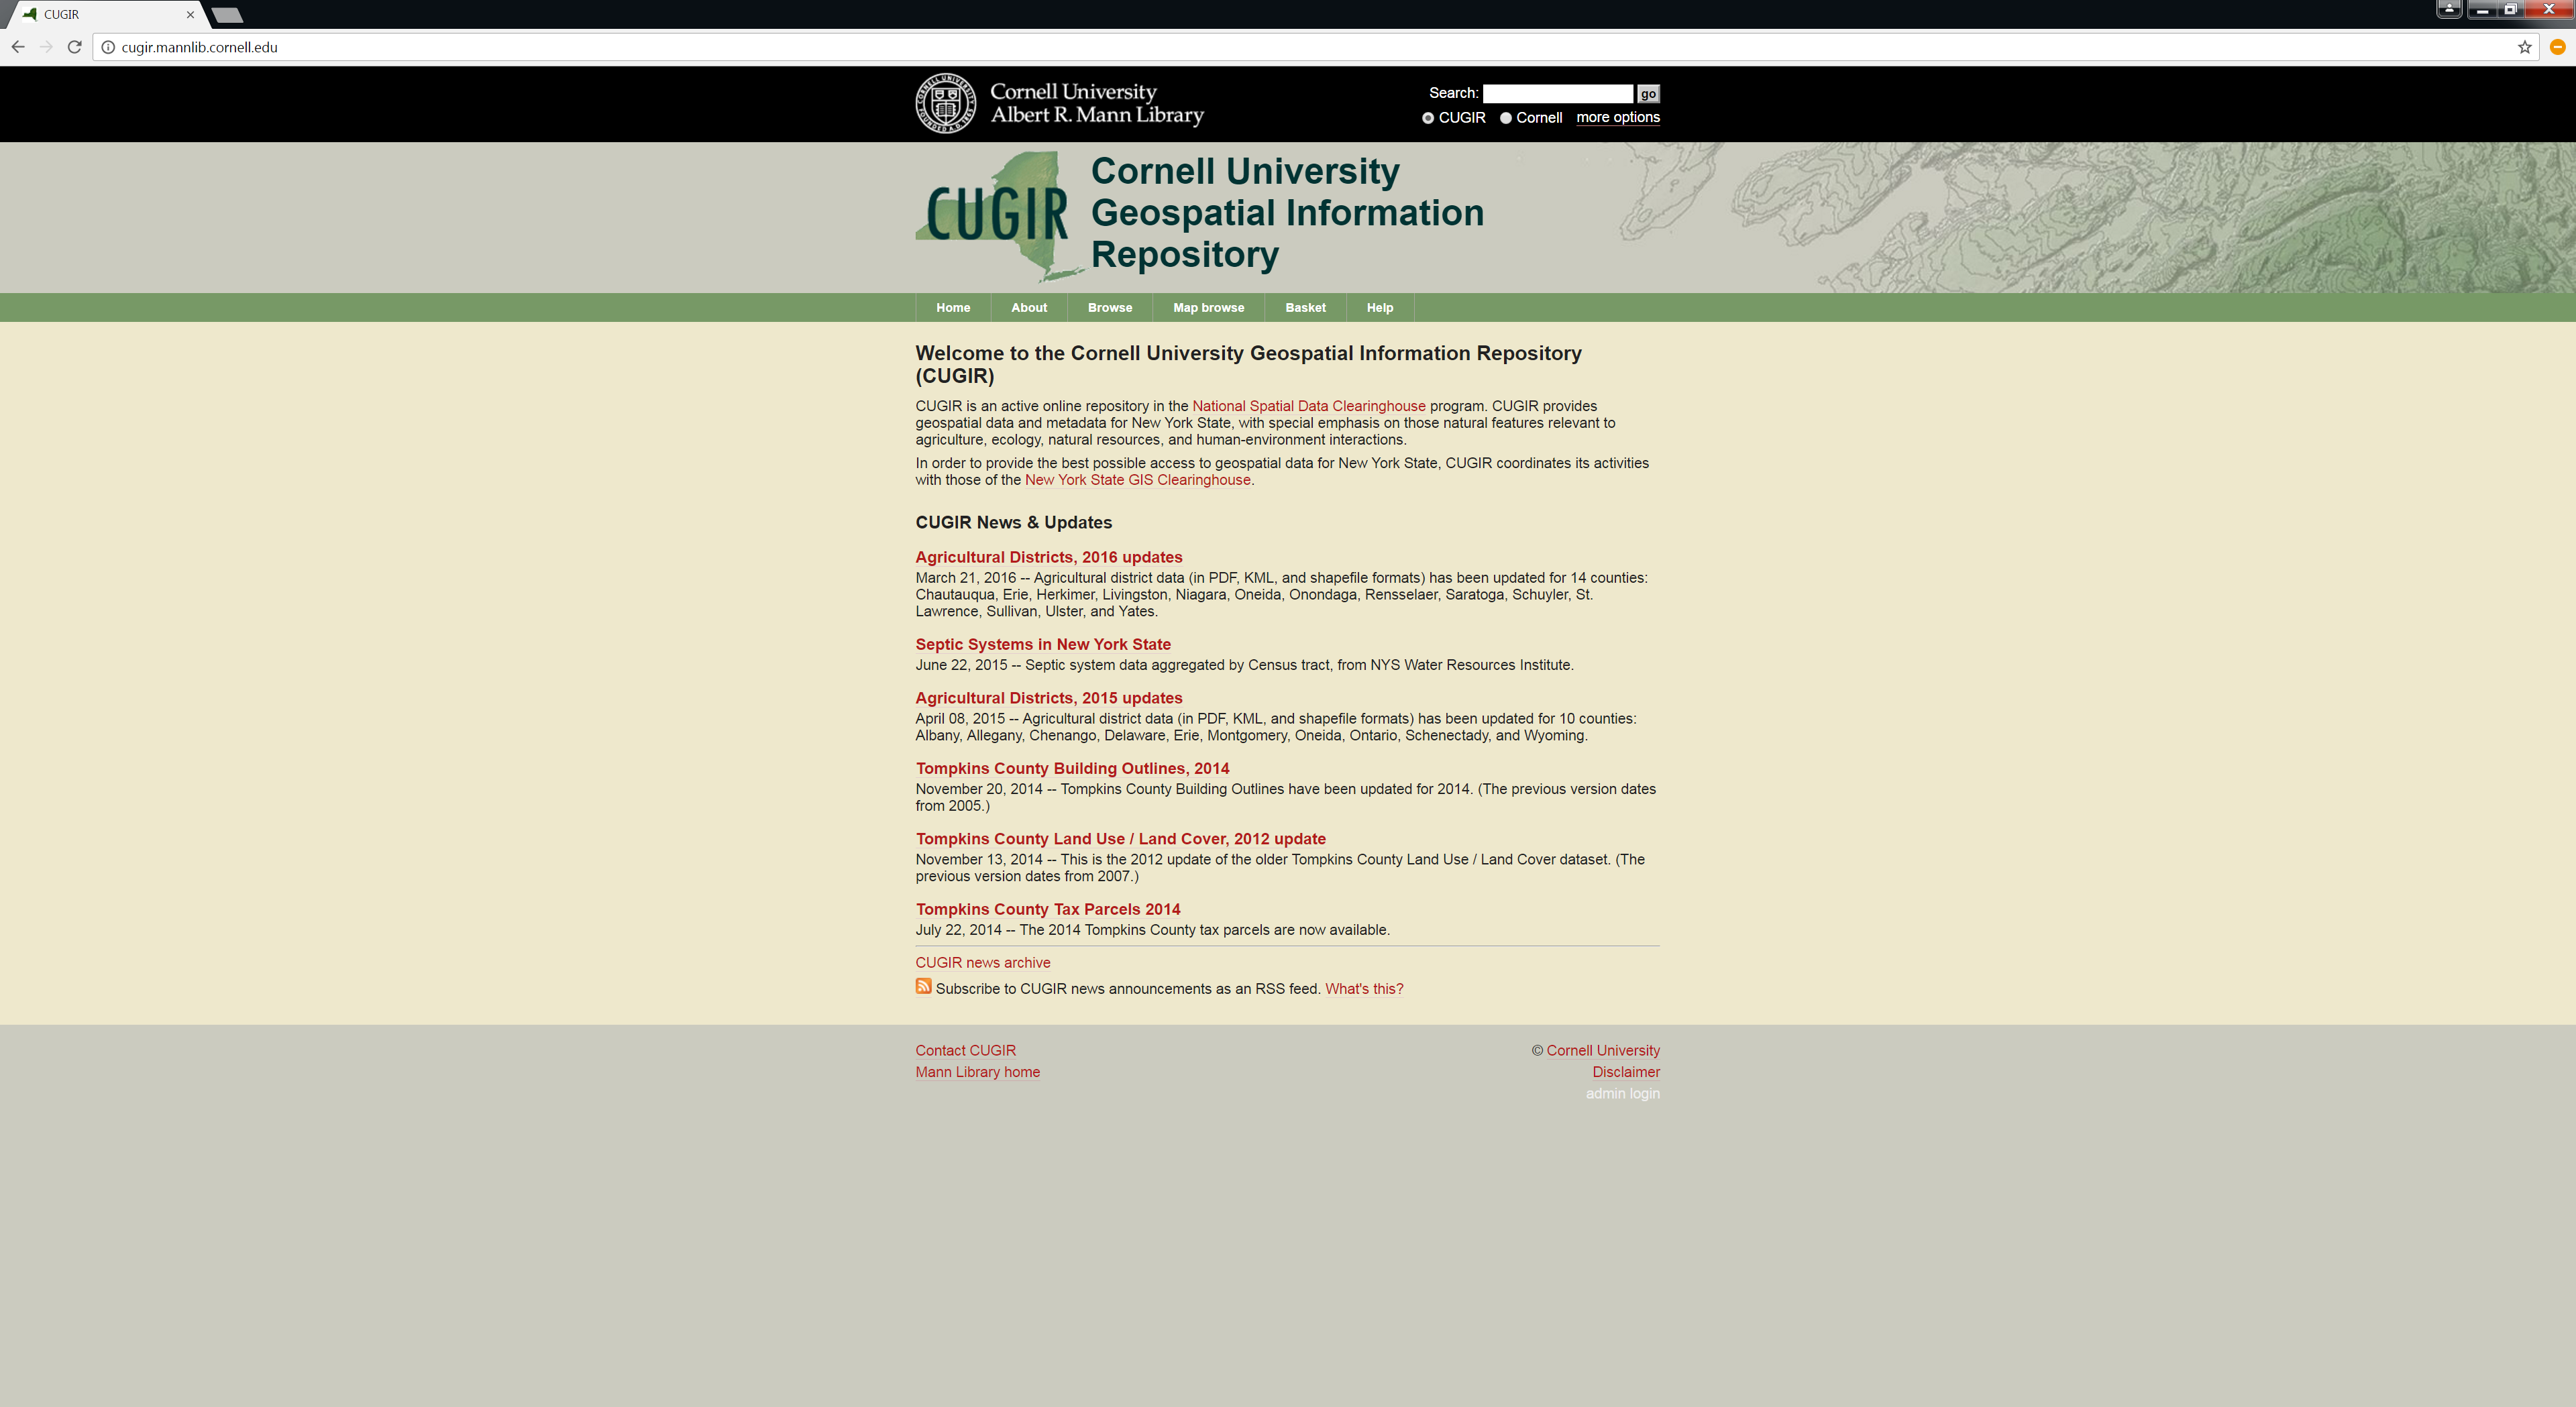 CUGIR
cugir.mannlib.cornell.edu
Cornell University
Albert R. Mann Library
Search: go
CUGIR Cornell more options
CUGIR
Cornell University
Geospatial Information
Repository
Home About Browse Map browse Basket Help
Welcome to the Cornell University Geospatial Information Repository
(CUGIR)
CUGIR is an active online repository in the National Spatial Data Clearinghouse program. CUGIR provides
geospatial data and metadata for New York State, with special emphasis on those natural features relevant to
agriculture, ecology, natural resources, and human-environment interactions.
In order to provide the best possible access to geospatial data for New York State, CUGIR coordinates its activities
with those of the New York State GIS Clearinghouse.
CUGIR News & Updates
Agricultural Districts, 2016 updates
March 21, 2016 -- Agricultural district data (in PDF, KML, and shapefile formats) has been updated for 14 counties:
Chautauqua, Erie, Herkimer, Livingston, Niagara, Oneida, Onondaga, Rensselaer, Saratoga, Schuyler, St.
Lawrence, Sullivan, Ulster, and Yates.
Septic Systems in New York State
June 22, 2015 -- Septic system data aggregated by Census tract, from NYS Water Resources Institute.
Agricultural Districts, 2015 updates
April 08, 2015 -- Agricultural district data (in PDF, KML, and shapefile formats) has been updated for 10 counties:
Albany, Allegany, Chenango, Delaware, Erie, Montgomery, Oneida, Ontario, Schenectady, and Wyoming.
Tompkins County Building Outlines, 2014
November 20, 2014 -- Tompkins County Building Outlines have been updated for 2014. (The previous version dates
from 2005.)
Tompkins County Land Use / Land Cover, 2012 update
November 13, 2014 -- This is the 2012 update of the older Tompkins County Land Use / Land Cover dataset. (The
previous version dates from 2007.)
Tompkins County Tax Parcels 2014
July 22, 2014 -- The 2014 Tompkins County tax parcels are now available.
CUGIR news archive
Subscribe to CUGIR news announcements as an RSS feed. What's this?
Contact CUGIR
Mann Library home
© Cornell University
Disclaimer
admin login